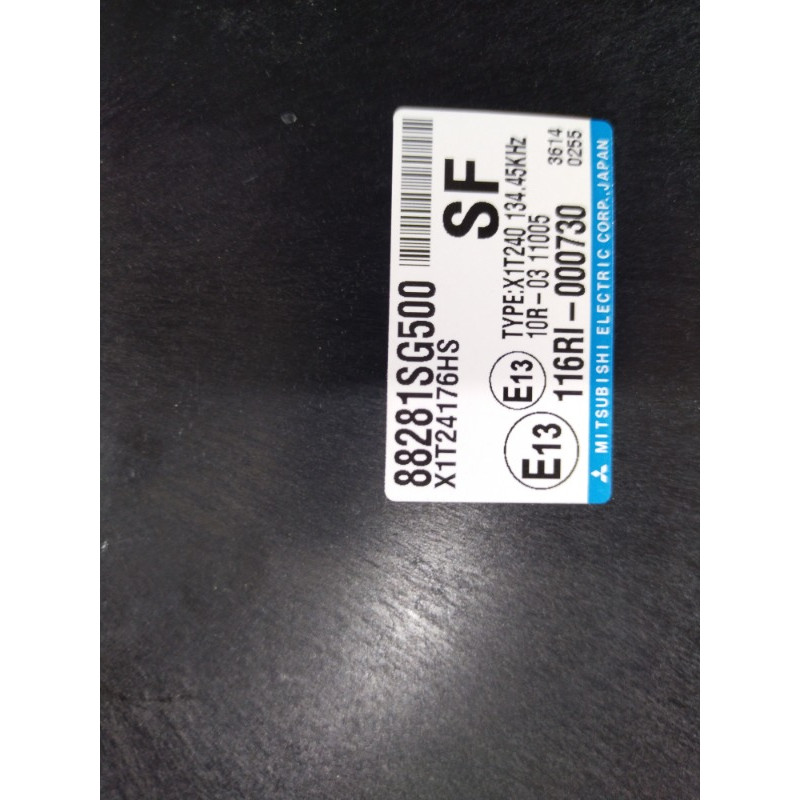 88281SG500
X1T24176HS
SF
E13 TYPE:X1T240 134.45KHz
10R-03 11005
E13 116RI-000730
3614
0255
MITSUBISHI ELECTRIC CORP.,JAPAN